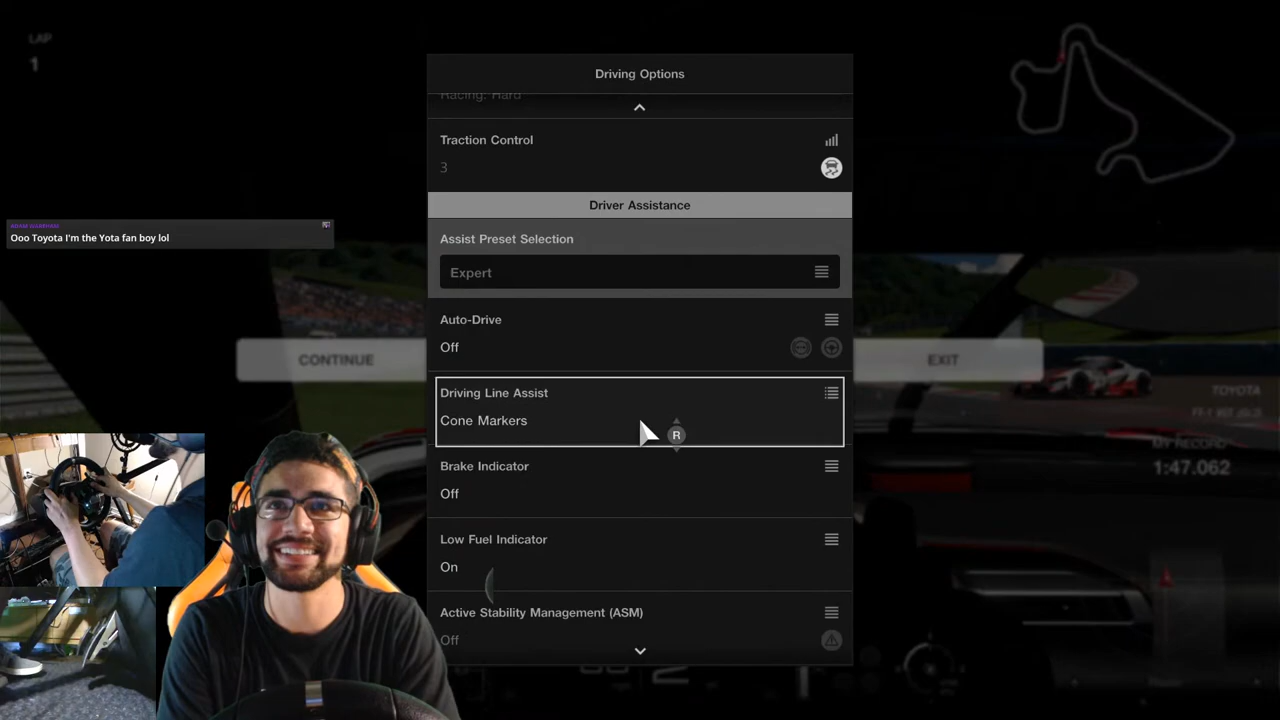 LAP
1
Driving Options
Racing: Hard
Traction Control
3
Driver Assistance
Ooo Toyota I'm the Yota fan boy lol
Assist Preset Selection
Expert
Auto-Drive
Off
CONTINUE
EXIT
Driving Line Assist
Cone Markers
R
TOYOTA
MY RECORD
1:47.062
Brake Indicator
Off
Low Fuel Indicator
On
Active Stability Management (ASM)
Off